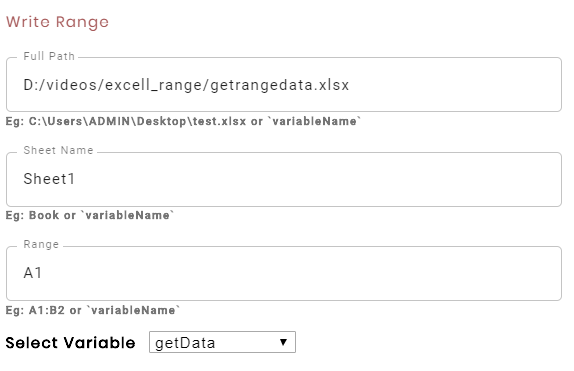 Write Range
Full Path
D:/videos/excell_range/getrangedata.xlsx
Eg: C:\Users\ADMIN\Desktop\test.xlsx or `variableName`
Sheet Name
Sheet1
Eg: Book or `variableName`
Range
A1
Eg: A1:B2 or `variableName`
Select Variable getData